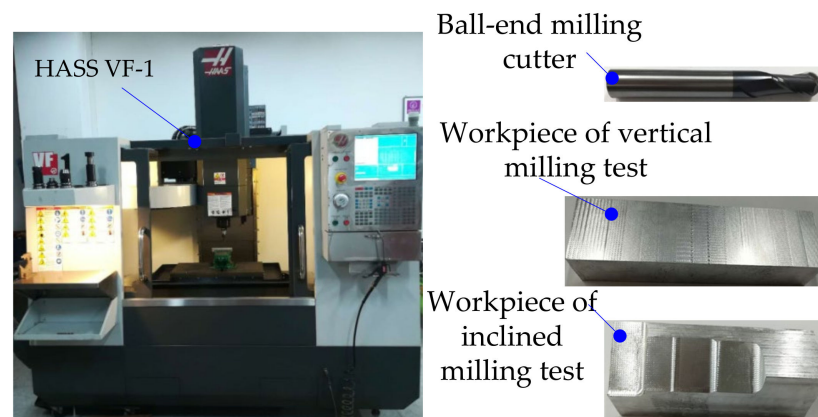 HASS VF-1
HAAS
VF
1
Ball-end milling
cutter
Workpiece of vertical
milling test
Workpiece of
inclined
milling test